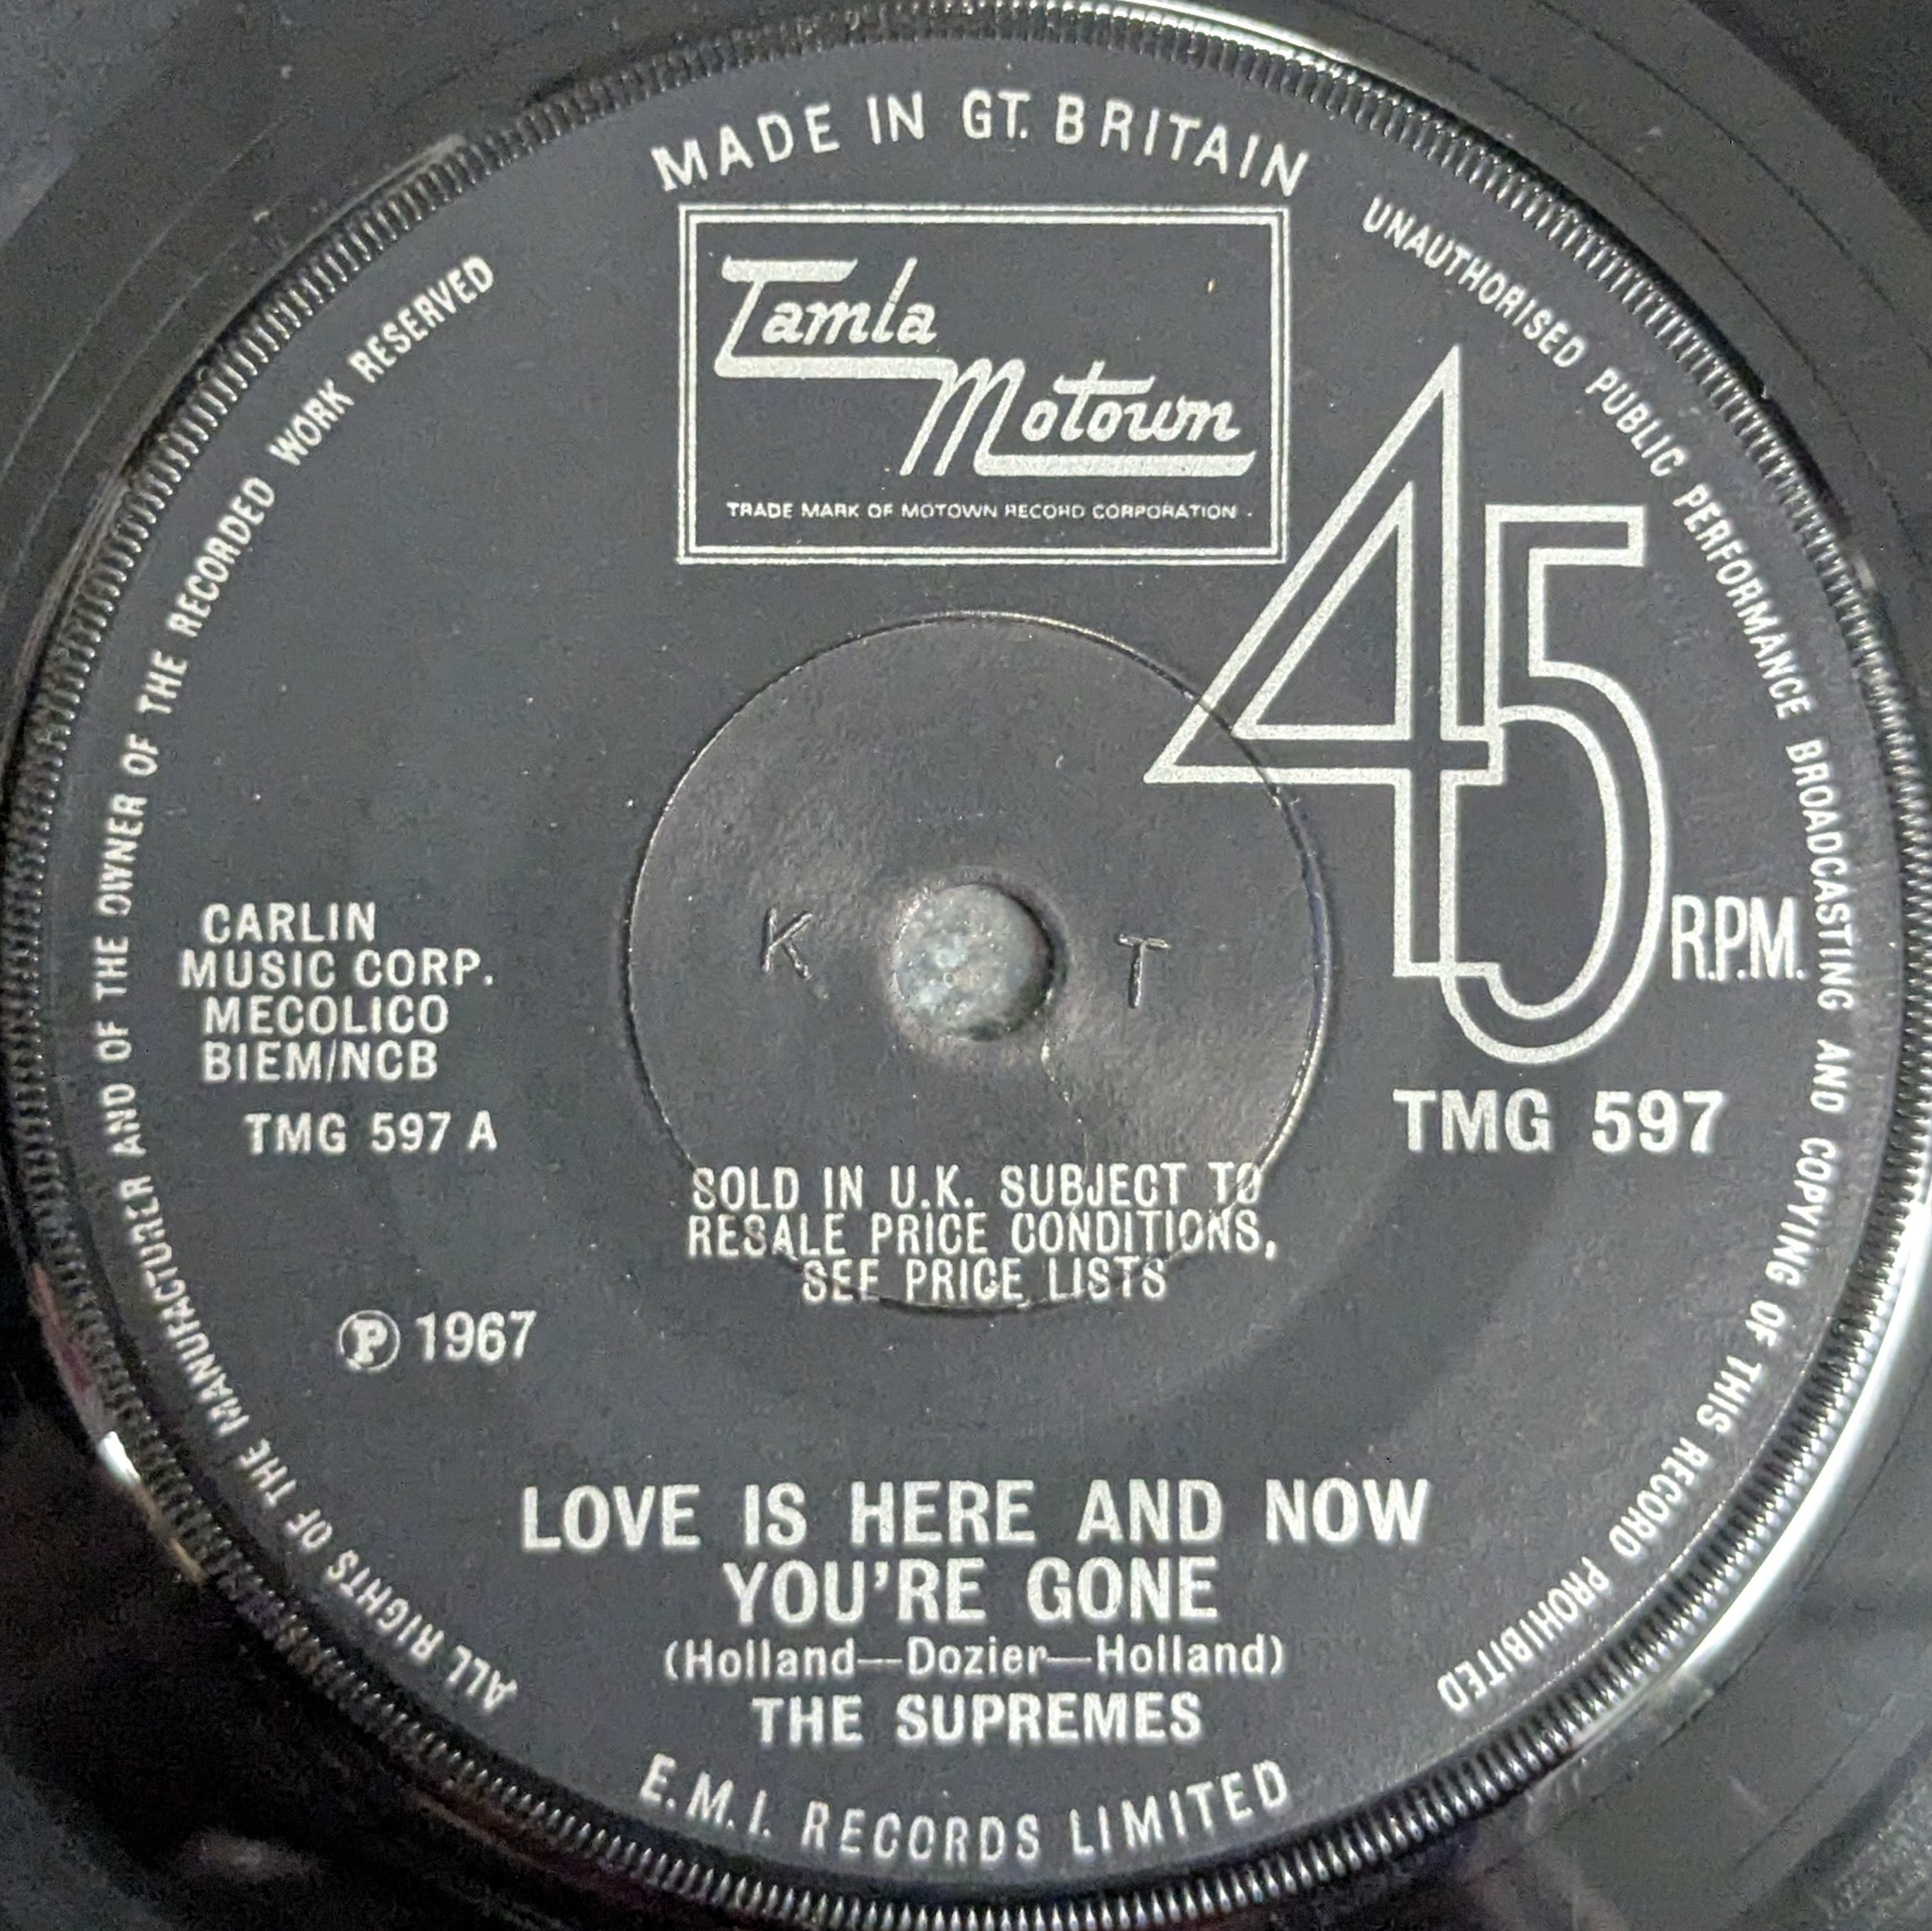 MADE IN GT. BRITAIN
Tamla
Motown
TRADE MARK OF MOTOWN RECORD CORPORATION
45
R.P.M.
K T
CARLIN
MUSIC CORP.
MECOLICO
BIEM/NCB
TMG 597 A
TMG 597
SOLD IN U.K. SUBJECT TO
RESALE PRICE CONDITIONS,
SEE PRICE LISTS
Ⓟ 1967
LOVE IS HERE AND NOW
YOU'RE GONE
(Holland—Dozier—Holland)
THE SUPREMES
E.M.I. RECORDS LIMITED
ALL RIGHTS OF THE MANUFACTURER AND OF THE OWNER OF THE RECORDED WORK RESERVED
UNAUTHORISED PUBLIC PERFORMANCE BROADCASTING AND COPYING OF THIS RECORD PROHIBITED